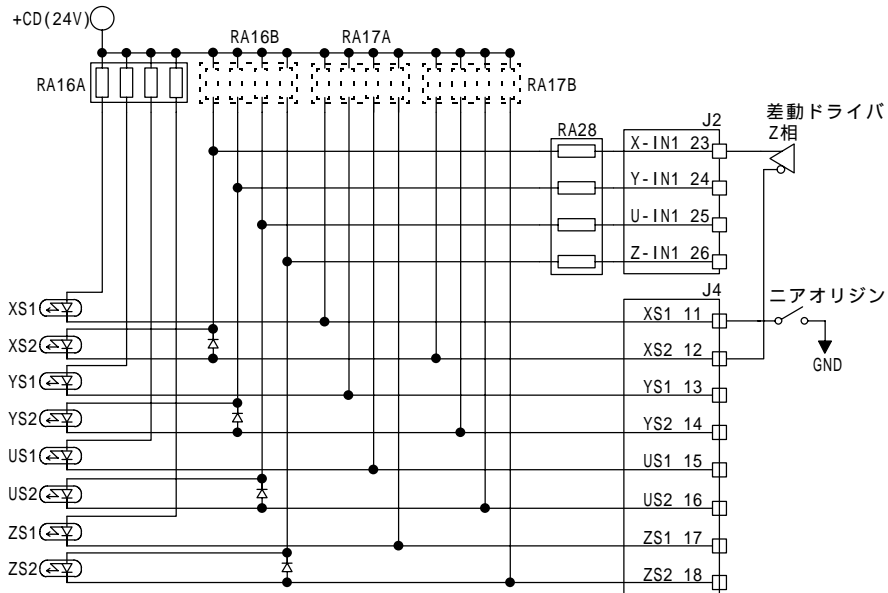 +CD(24V)
RA16B
RA17A
RA16A
RA17B
RA28
J2
差動ドライバ
Z相
X-IN1 23
Y-IN1 24
U-IN1 25
Z-IN1 26
J4
ニアオリジン
XS1
XS1 11
XS2
XS2 12
GND
YS1
YS1 13
YS2
YS2 14
US1
US1 15
US2
US2 16
ZS1
ZS1 17
ZS2
ZS2 18